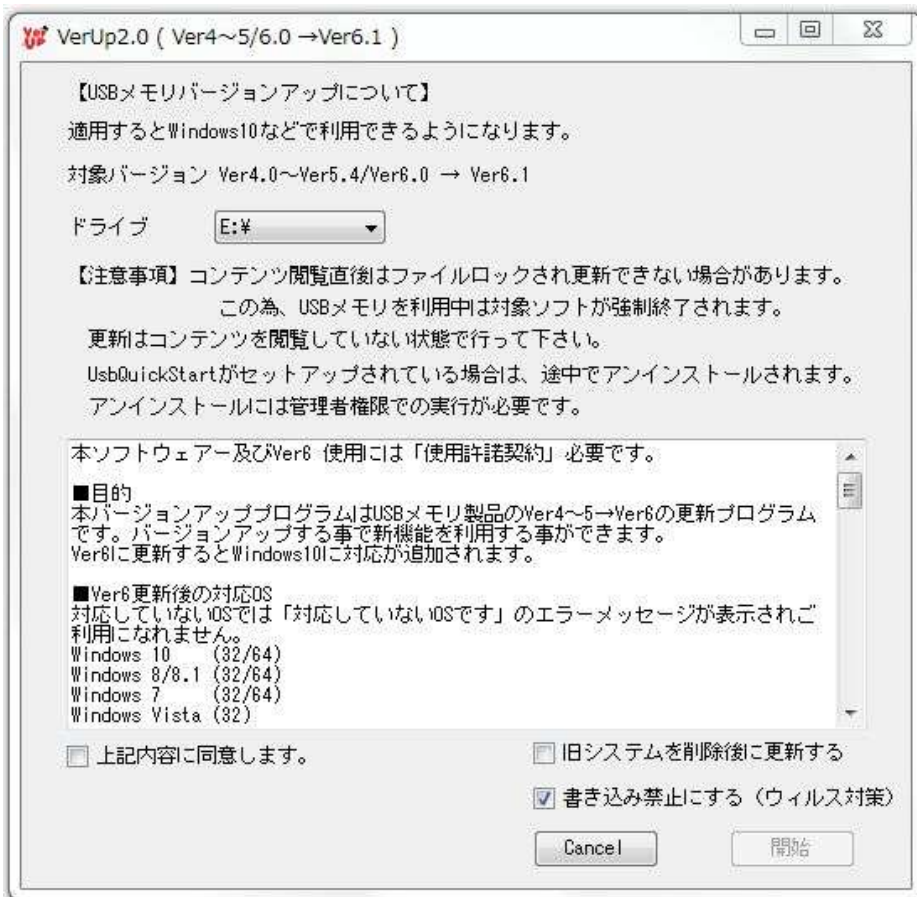 VerUp2.0 ( Ver4～5/6.0 →Ver6.1 )
【USBメモリバージョンアップについて】
適用するとWindows10などで利用できるようになります。
対象バージョン Ver4.0～Ver5.4/Ver6.0 → Ver6.1
ドライブ E:¥
【注意事項】コンテンツ閲覧直後はファイルロックされ更新できない場合があります。
この為、USBメモリを利用中は対象ソフトが強制終了されます。
更新はコンテンツを閲覧していない状態で行って下さい。
UsbQuickStartがセットアップされている場合は、途中でアンインストールされます。
アンインストールには管理者権限での実行が必要です。
本ソフトウェアー及びVer6 使用には「使用許諾契約」必要です。
■目的
本バージョンアッププログラムはUSBメモリ製品のVer4～5→Ver6の更新プログラム
です。バージョンアップする事で新機能を利用する事ができます。
Ver6に更新するとWindows10に対応が追加されます。
■Ver6更新後の対応OS
対応していないOSでは「対応していないOSです」のエラーメッセージが表示されご
利用になれません。
Windows 10 (32/64)
Windows 8/8.1 (32/64)
Windows 7 (32/64)
Windows Vista (32)
上記内容に同意します。
旧システムを削除後に更新する
書き込み禁止にする（ウィルス対策）
Cancel
開始